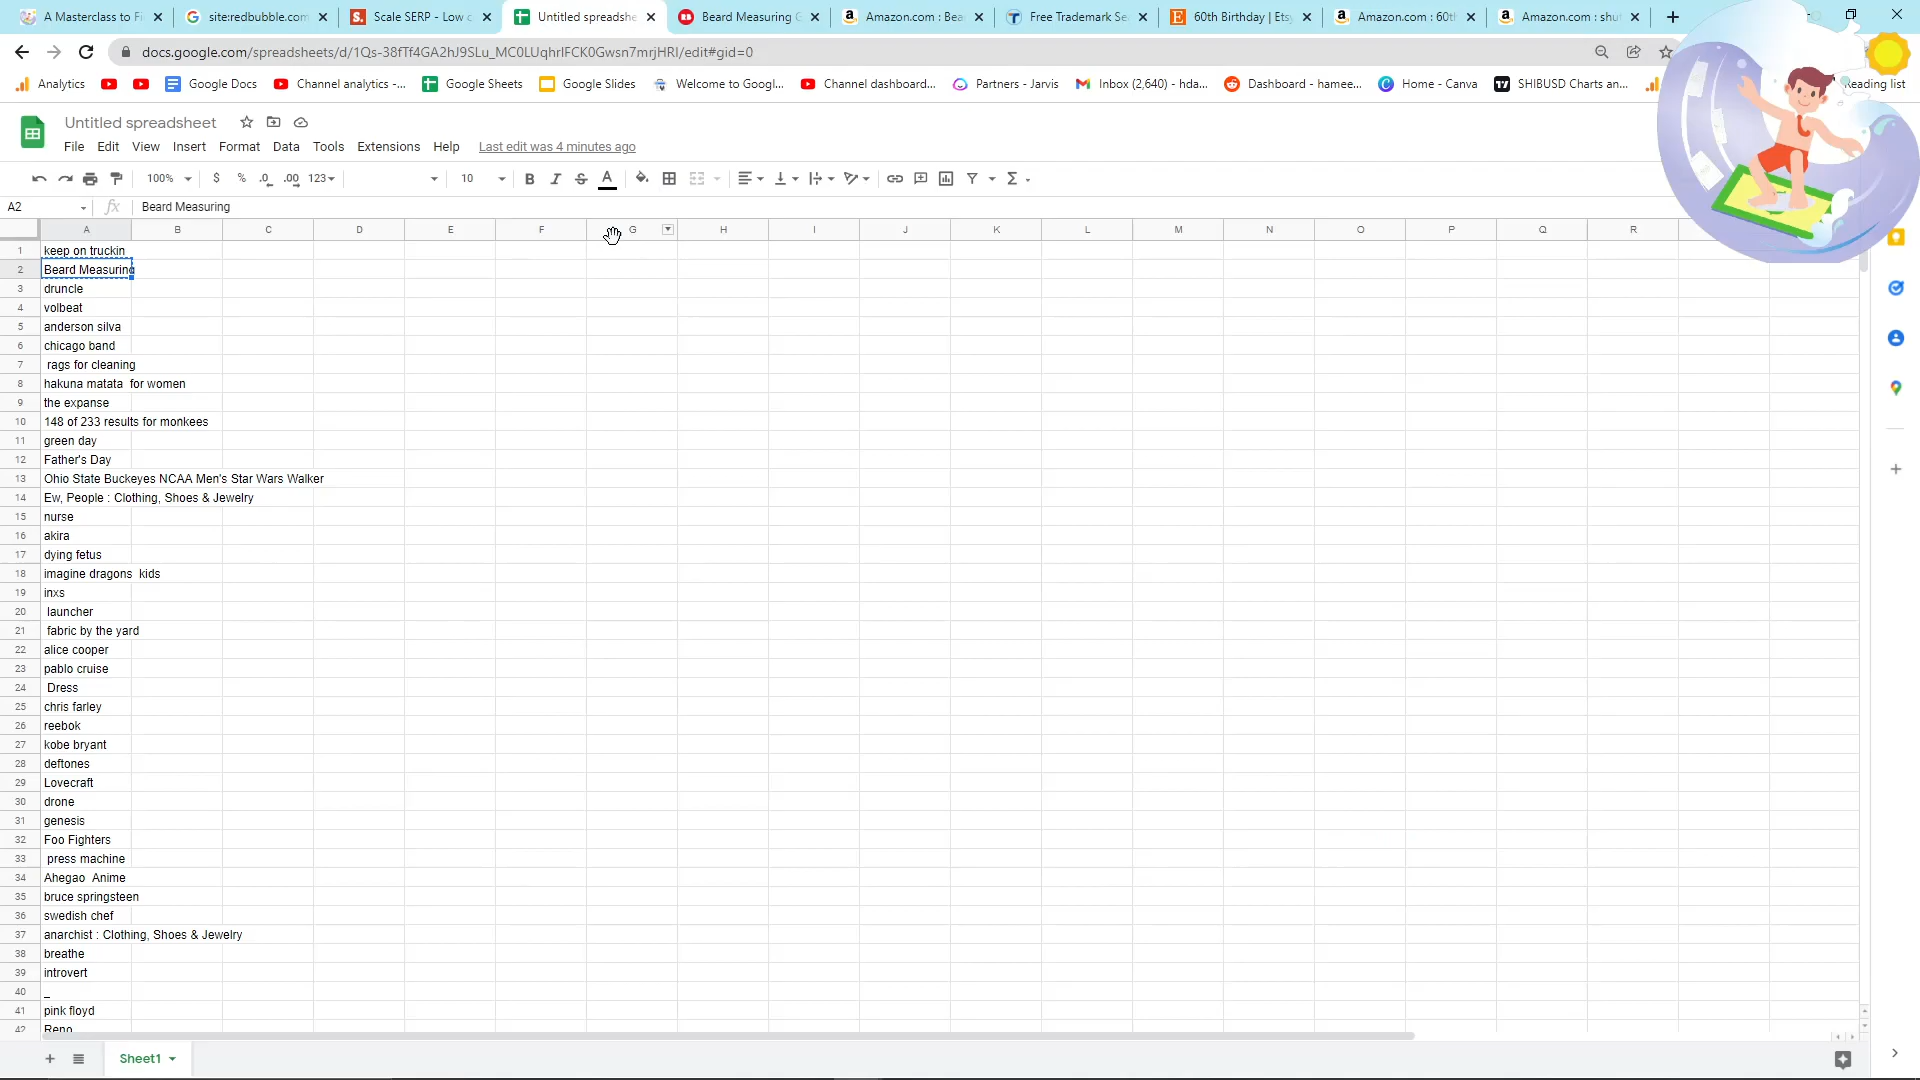 A Masterclass to Fi
site:redbubble.com
Scale SERP - Low c
Untitled spreadshe
Beard Measuring G
Amazon.com : Bea
Free Trademark Se
60th Birthday | Ets
Amazon.com : 60th
Amazon.com : shu
docs.google.com/spreadsheets/d/1Qs-38fTf4GA2hJ9SLu_MC0LUqhrIFCK0Gwsn7mrjHRI/edit#gid=0
Analytics
Google Docs
Channel analytics -...
Google Sheets
Google Slides
Welcome to Googl...
Channel dashboard...
Partners - Jarvis
Inbox (2,640) - hda...
Dashboard - hamee...
Home - Canva
SHIBUSD Charts an...
Reading list
Untitled spreadsheet
File Edit View Insert Format Data Tools Extensions Help Last edit was 4 minutes ago
100% $ % .0 .00 123 10 B I S A
A2 fx Beard Measuring
A B C D E F G H I J K L M N O P Q R
1 keep on truckin
2 Beard Measuring
3 druncle
4 volbeat
5 anderson silva
6 chicago band
7 rags for cleaning
8 hakuna matata for women
9 the expanse
10 148 of 233 results for monkees
11 green day
12 Father's Day
13 Ohio State Buckeyes NCAA Men's Star Wars Walker
14 Ew, People : Clothing, Shoes & Jewelry
15 nurse
16 akira
17 dying fetus
18 imagine dragons kids
19 inxs
20 launcher
21 fabric by the yard
22 alice cooper
23 pablo cruise
24 Dress
25 chris farley
26 reebok
27 kobe bryant
28 deftones
29 Lovecraft
30 drone
31 genesis
32 Foo Fighters
33 press machine
34 Ahegao Anime
35 bruce springsteen
36 swedish chef
37 anarchist : Clothing, Shoes & Jewelry
38 breathe
39 introvert
40 _
41 pink floyd
42 Reno
Sheet1